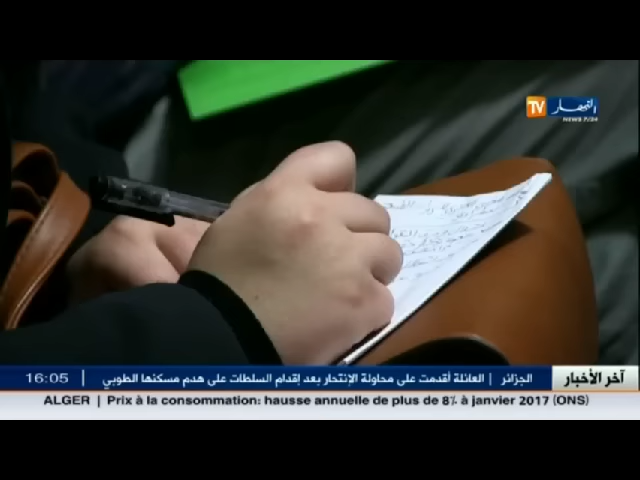 TV النهار
NEWS 7/24
آخر الأخبار
الجزائر | العائلة أقدمت على محاولة الإنتحار بعد إقدام السلطات على هدم مسكنها الطوبي
16:05
ALGER | Prix à la consommation: hausse annuelle de plus de 8% à janvier 2017 (ONS)